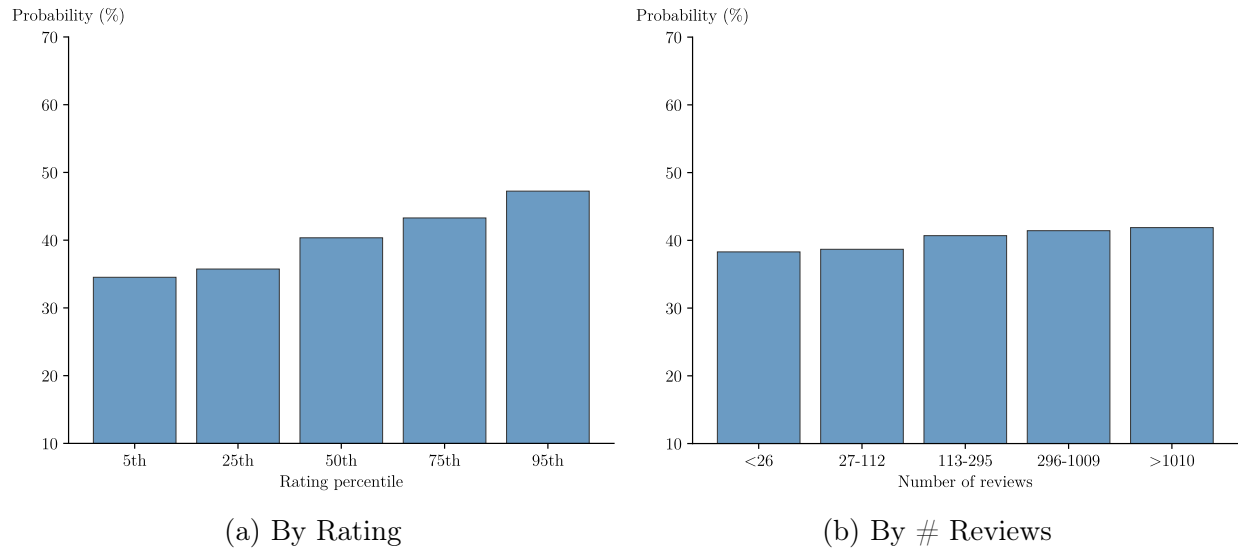 Probability (%)
70
60
50
40
30
20
10
5th 25th 50th 75th 95th
Rating percentile
(a) By Rating
Probability (%)
70
60
50
40
30
20
10
<26 27-112 113-295 296-1009 >1010
Number of reviews
(b) By # Reviews